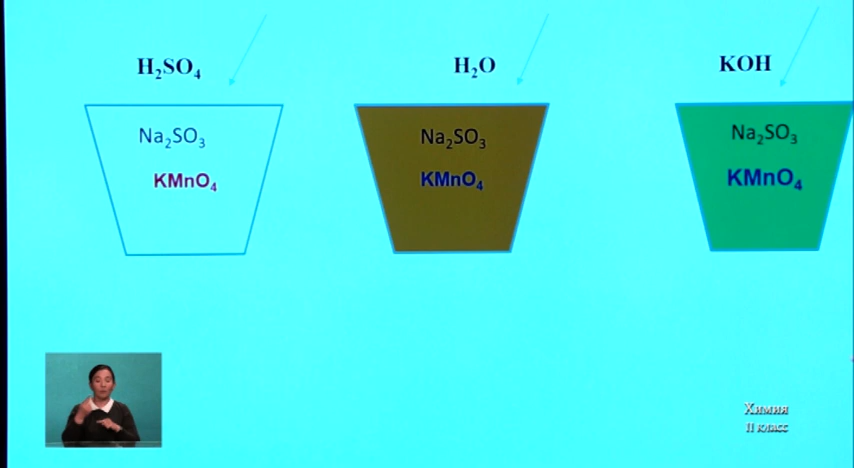 H₂SO₄
H₂O
KOH
Na₂SO₃
KMnO₄
Na₂SO₃
KMnO₄
Na₂SO₃
KMnO₄
Химия
11 класс